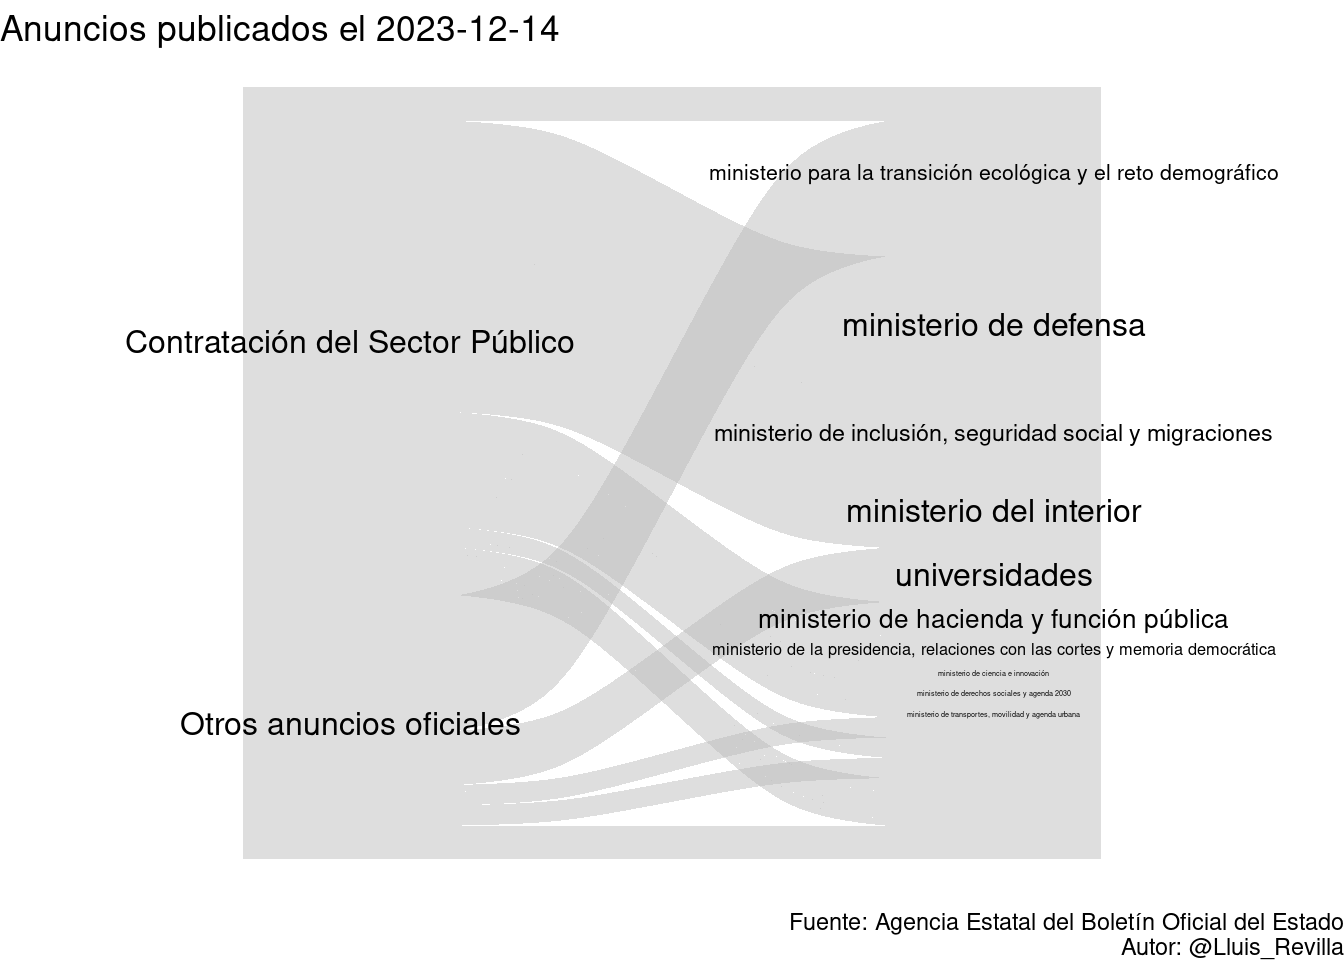 Anuncios publicados el 2023-12-14
ministerio para la transición ecológica y el reto demográfico
ministerio de defensa
Contratación del Sector Público
ministerio de inclusión, seguridad social y migraciones
ministerio del interior
universidades
ministerio de hacienda y función pública
ministerio de la presidencia, relaciones con las cortes y memoria democrática
ministerio de ciencia e innovación
ministerio de derechos sociales y agenda 2030
ministerio de transportes, movilidad y agenda urbana
Otros anuncios oficiales
Fuente: Agencia Estatal del Boletín Oficial del Estado
Autor: @Lluis_Revilla